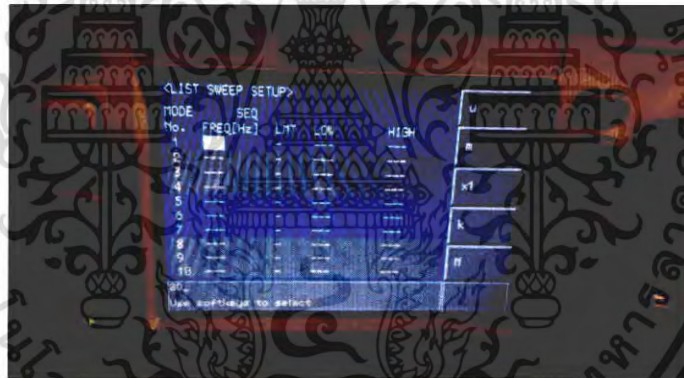 <LIST SWEEP SETUP>
MODE SEQ
No. FREQ[Hz] LMT LOW HIGH
1 - 
2 ---- - ---- ----
3 ---- - ---- ----
4 ---- - ---- ----
5 ---- - ---- ----
6 ---- - ---- ----
7 ---- - ---- ----
8 ---- - ---- ----
9 ---- - ---- ----
10 ---- - ---- ----
Use softkeys to select
u
m
x1
k
M